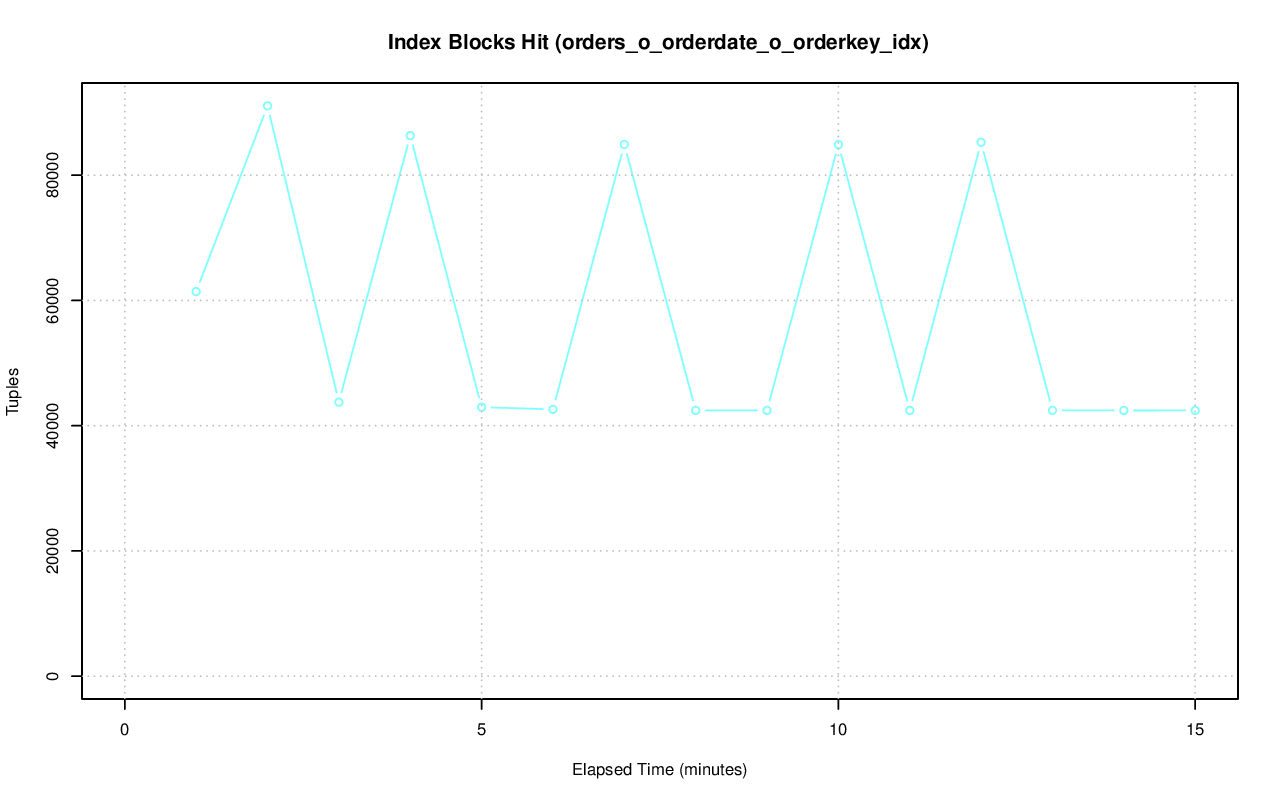 Index Blocks Hit (orders_o_orderdate_o_orderkey_idx)
Tuples
80000
60000
40000
20000
0
0 5 10 15
Elapsed Time (minutes)